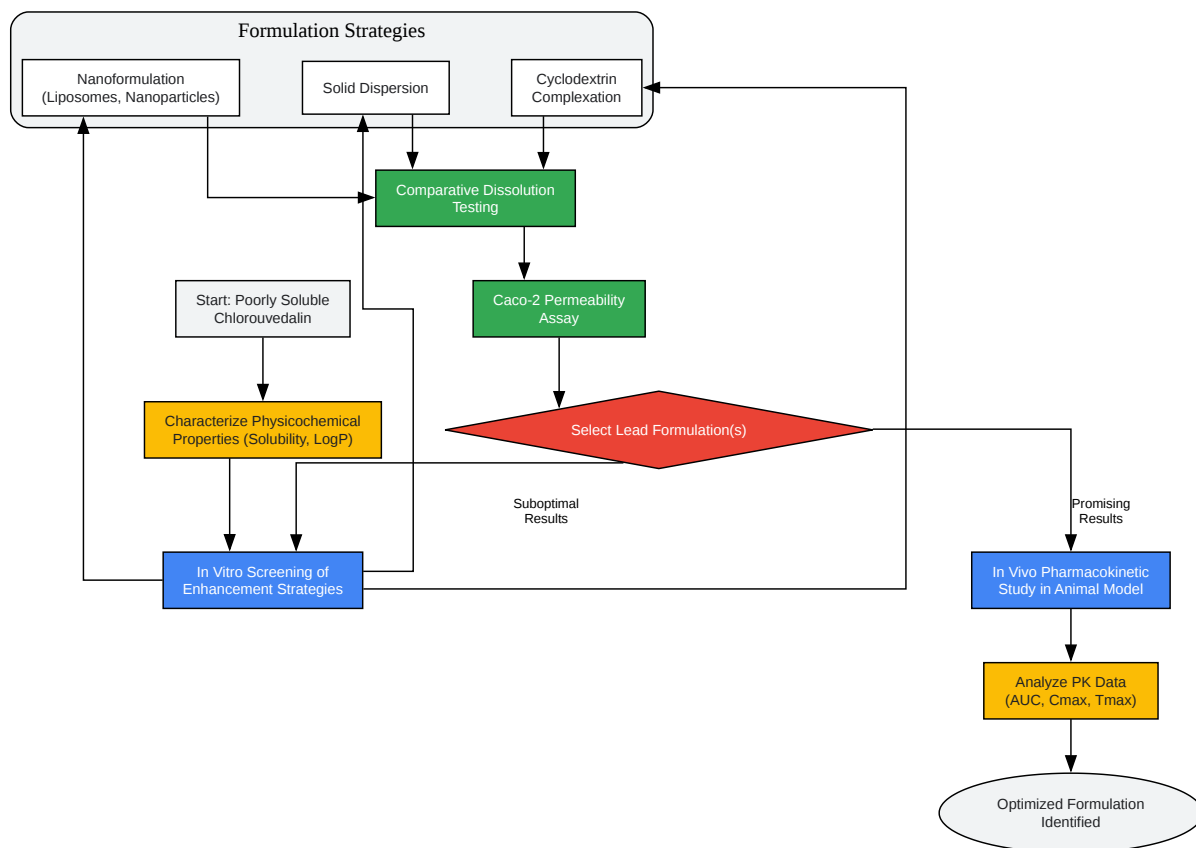 Formulation Strategies
Nanoformulation
(Liposomes, Nanoparticles)
Solid Dispersion
Cyclodextrin
Complexation
Comparative Dissolution
Testing
Start: Poorly Soluble
Chlorouvedalin
Caco-2 Permeability
Assay
Characterize Physicochemical
Properties (Solubility, LogP)
Select Lead Formulation(s)
Suboptimal
Results
Promising
Results
In Vitro Screening of
Enhancement Strategies
In Vivo Pharmacokinetic
Study in Animal Model
Analyze PK Data
(AUC, Cmax, Tmax)
Optimized Formulation
Identified